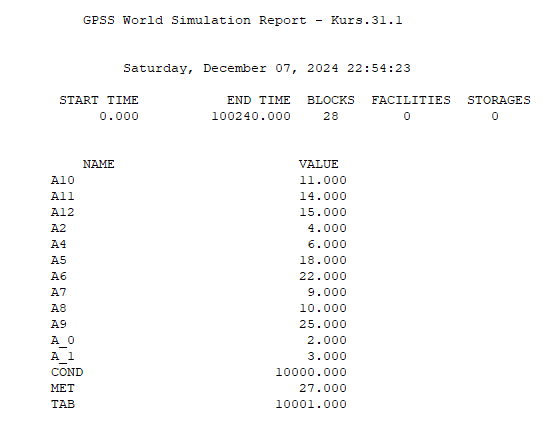 GPSS World Simulation Report - Kurs.31.1
Saturday, December 07, 2024 22:54:23
START TIME END TIME BLOCKS FACILITIES STORAGES
0.000 100240.000 28 0 0
NAME VALUE
A10 11.000
A11 14.000
A12 15.000
A2 4.000
A4 6.000
A5 18.000
A6 22.000
A7 9.000
A8 10.000
A9 25.000
A_0 2.000
A_1 3.000
COND 10000.000
MET 27.000
TAB 10001.000